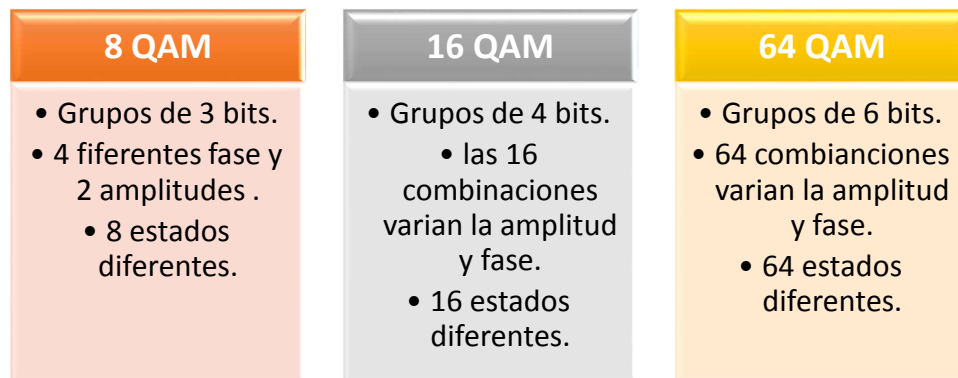 8 QAM
• Grupos de 3 bits.
• 4 fiferentes fase y
2 amplitudes .
• 8 estados
diferentes.
16 QAM
• Grupos de 4 bits.
• las 16
combinaciones
varian la amplitud
y fase.
• 16 estados
diferentes.
64 QAM
• Grupos de 6 bits.
• 64 combianciones
varian la amplitud
y fase.
• 64 estados
diferentes.